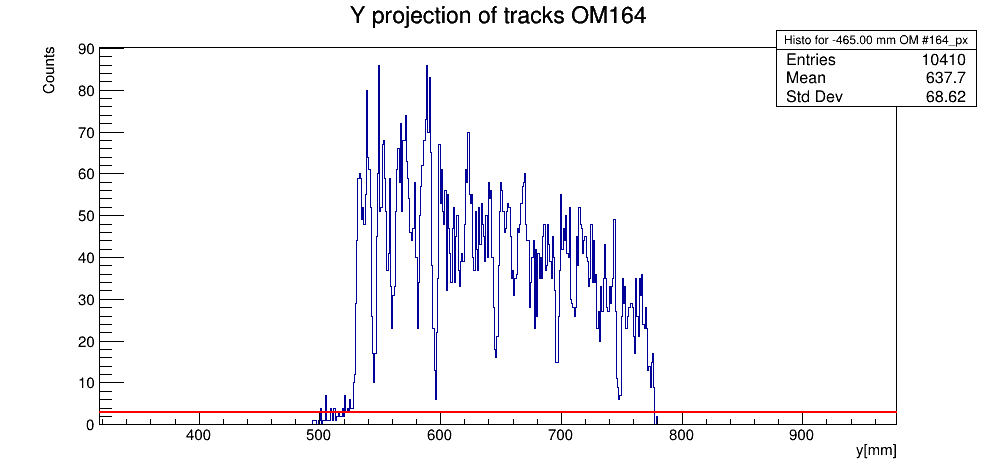 Y projection of tracks OM164
Histo for -465.00 mm OM #164_px
Entries 10410
Mean 637.7
Std Dev 68.62
Counts
90
80
70
60
50
40
30
20
10
0
400 500 600 700 800 900
y[mm]